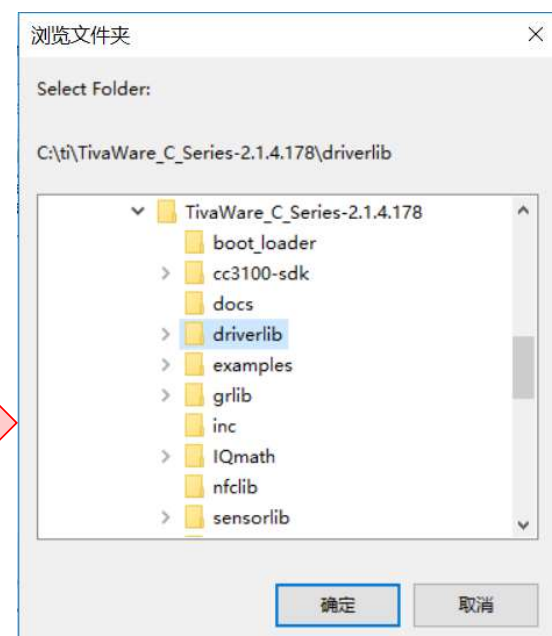 浏览文件夹
Select Folder:
C:\ti\TivaWare_C_Series-2.1.4.178\driverlib
TivaWare_C_Series-2.1.4.178
boot_loader
cc3100-sdk
docs
driverlib
examples
grlib
inc
IQmath
nfclib
sensorlib
确定
取消